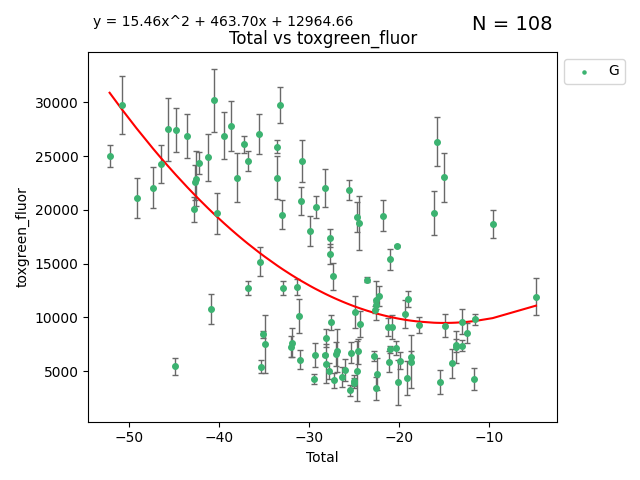 y = 15.46x^2 + 463.70x + 12964.66
N = 108
Total vs toxgreen_fluor
G
30000
25000
20000
15000
10000
5000
toxgreen_fluor
−50
−40
−30
−20
−10
Total